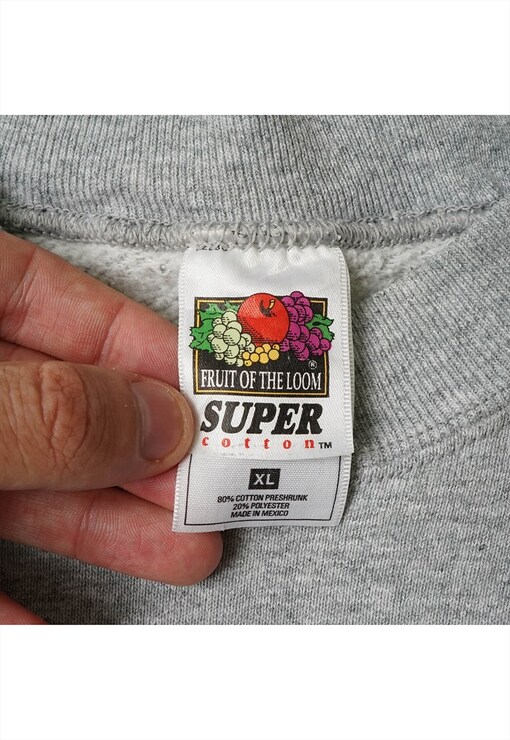 ®
FRUIT OF THE LOOM
SUPER
cotton™
XL
80% COTTON PRESHRUNK
20% POLYESTER
MADE IN MEXICO